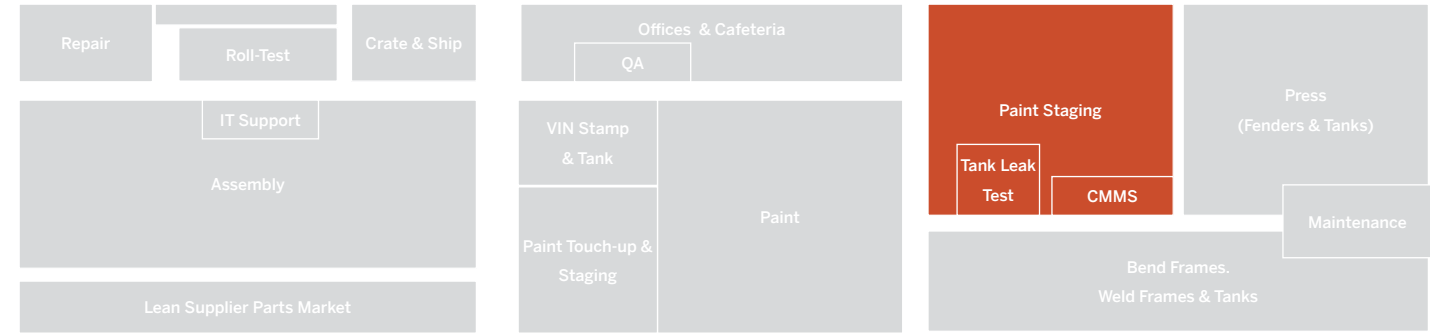 Repair
Roll-Test
Crate & Ship
IT Support
Assembly
Lean Supplier Parts Market
Offices & Cafeteria
QA
VIN Stamp
& Tank
Paint Touch-up &
Staging
Paint
Paint Staging
Tank Leak
Test
CMMS
Press
(Fenders & Tanks)
Maintenance
Bend Frames.
Weld Frames & Tanks